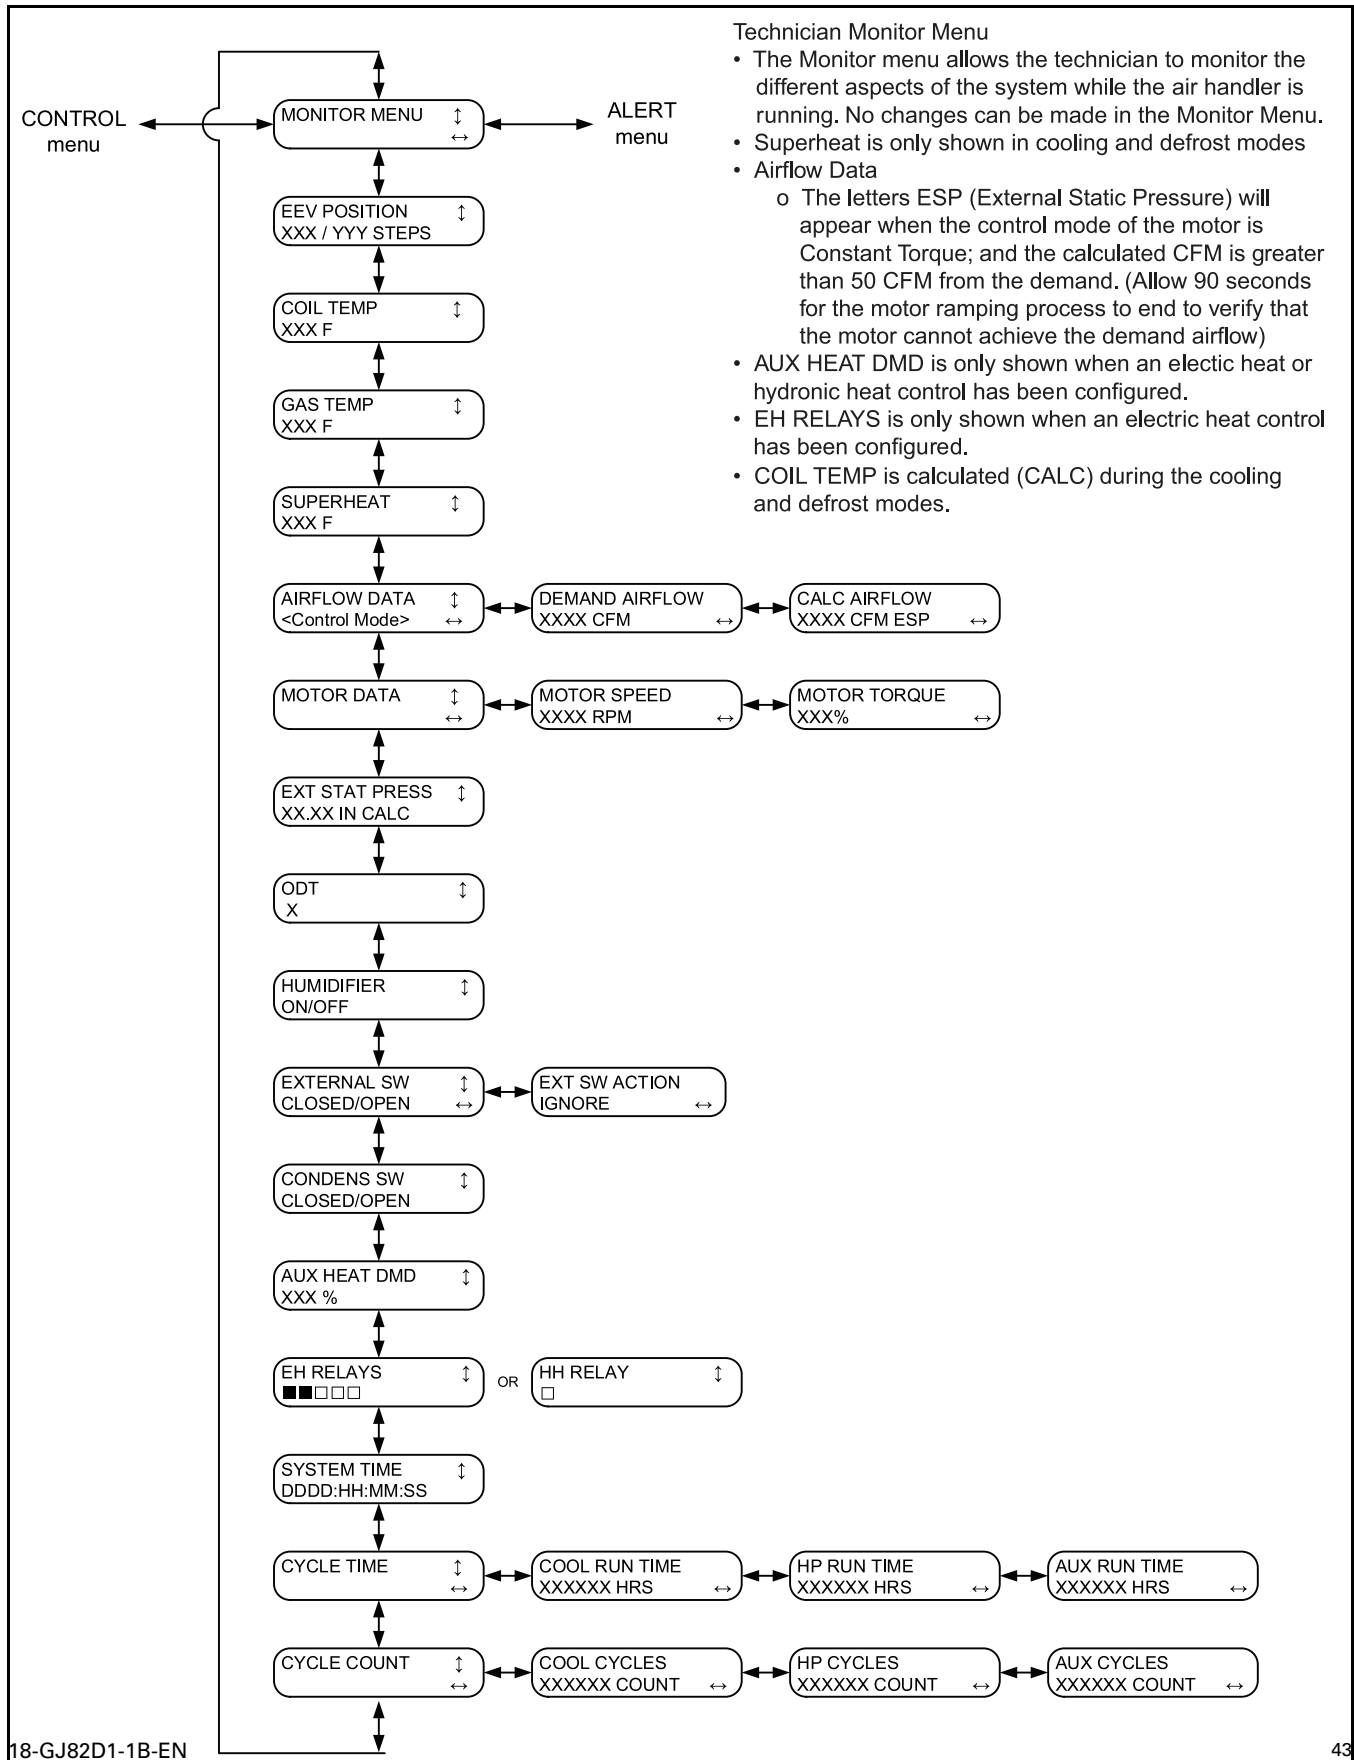 Technician Monitor Menu
• The Monitor menu allows the technician to monitor the
different aspects of the system while the air handler is
running. No changes can be made in the Monitor Menu.
• Superheat is only shown in cooling and defrost modes
• Airflow Data
o The letters ESP (External Static Pressure) will
appear when the control mode of the motor is
Constant Torque; and the calculated CFM is greater
than 50 CFM from the demand. (Allow 90 seconds
for the motor ramping process to end to verify that
the motor cannot achieve the demand airflow)
• AUX HEAT DMD is only shown when an electic heat or
hydronic heat control has been configured.
• EH RELAYS is only shown when an electric heat control
has been configured.
• COIL TEMP is calculated (CALC) during the cooling
and defrost modes.
CONTROL
menu
MONITOR MENU ↕
↔
ALERT
menu
EEV POSITION ↕
XXX / YYY STEPS
COIL TEMP ↕
XXX F
GAS TEMP ↕
XXX F
SUPERHEAT ↕
XXX F
AIRFLOW DATA ↕
<Control Mode> ↔
DEMAND AIRFLOW
XXXX CFM ↔
CALC AIRFLOW
XXXX CFM ESP ↔
MOTOR DATA ↕
↔
MOTOR SPEED
XXXX RPM ↔
MOTOR TORQUE
XXX% ↔
EXT STAT PRESS ↕
XX.XX IN CALC
ODT ↕
X
HUMIDIFIER ↕
ON/OFF
EXTERNAL SW ↕
CLOSED/OPEN ↔
EXT SW ACTION
IGNORE ↔
CONDENS SW ↕
CLOSED/OPEN
AUX HEAT DMD ↕
XXX %
EH RELAYS ↕
■■□□□
OR
HH RELAY ↕
□
SYSTEM TIME ↕
DDDD:HH:MM:SS
CYCLE TIME ↕
↔
COOL RUN TIME
XXXXXX HRS ↔
HP RUN TIME
XXXXXX HRS ↔
AUX RUN TIME
XXXXXX HRS ↔
CYCLE COUNT ↕
↔
COOL CYCLES
XXXXXX COUNT ↔
HP CYCLES
XXXXXX COUNT ↔
AUX CYCLES
XXXXXX COUNT ↔
18-GJ82D1-1B-EN
43